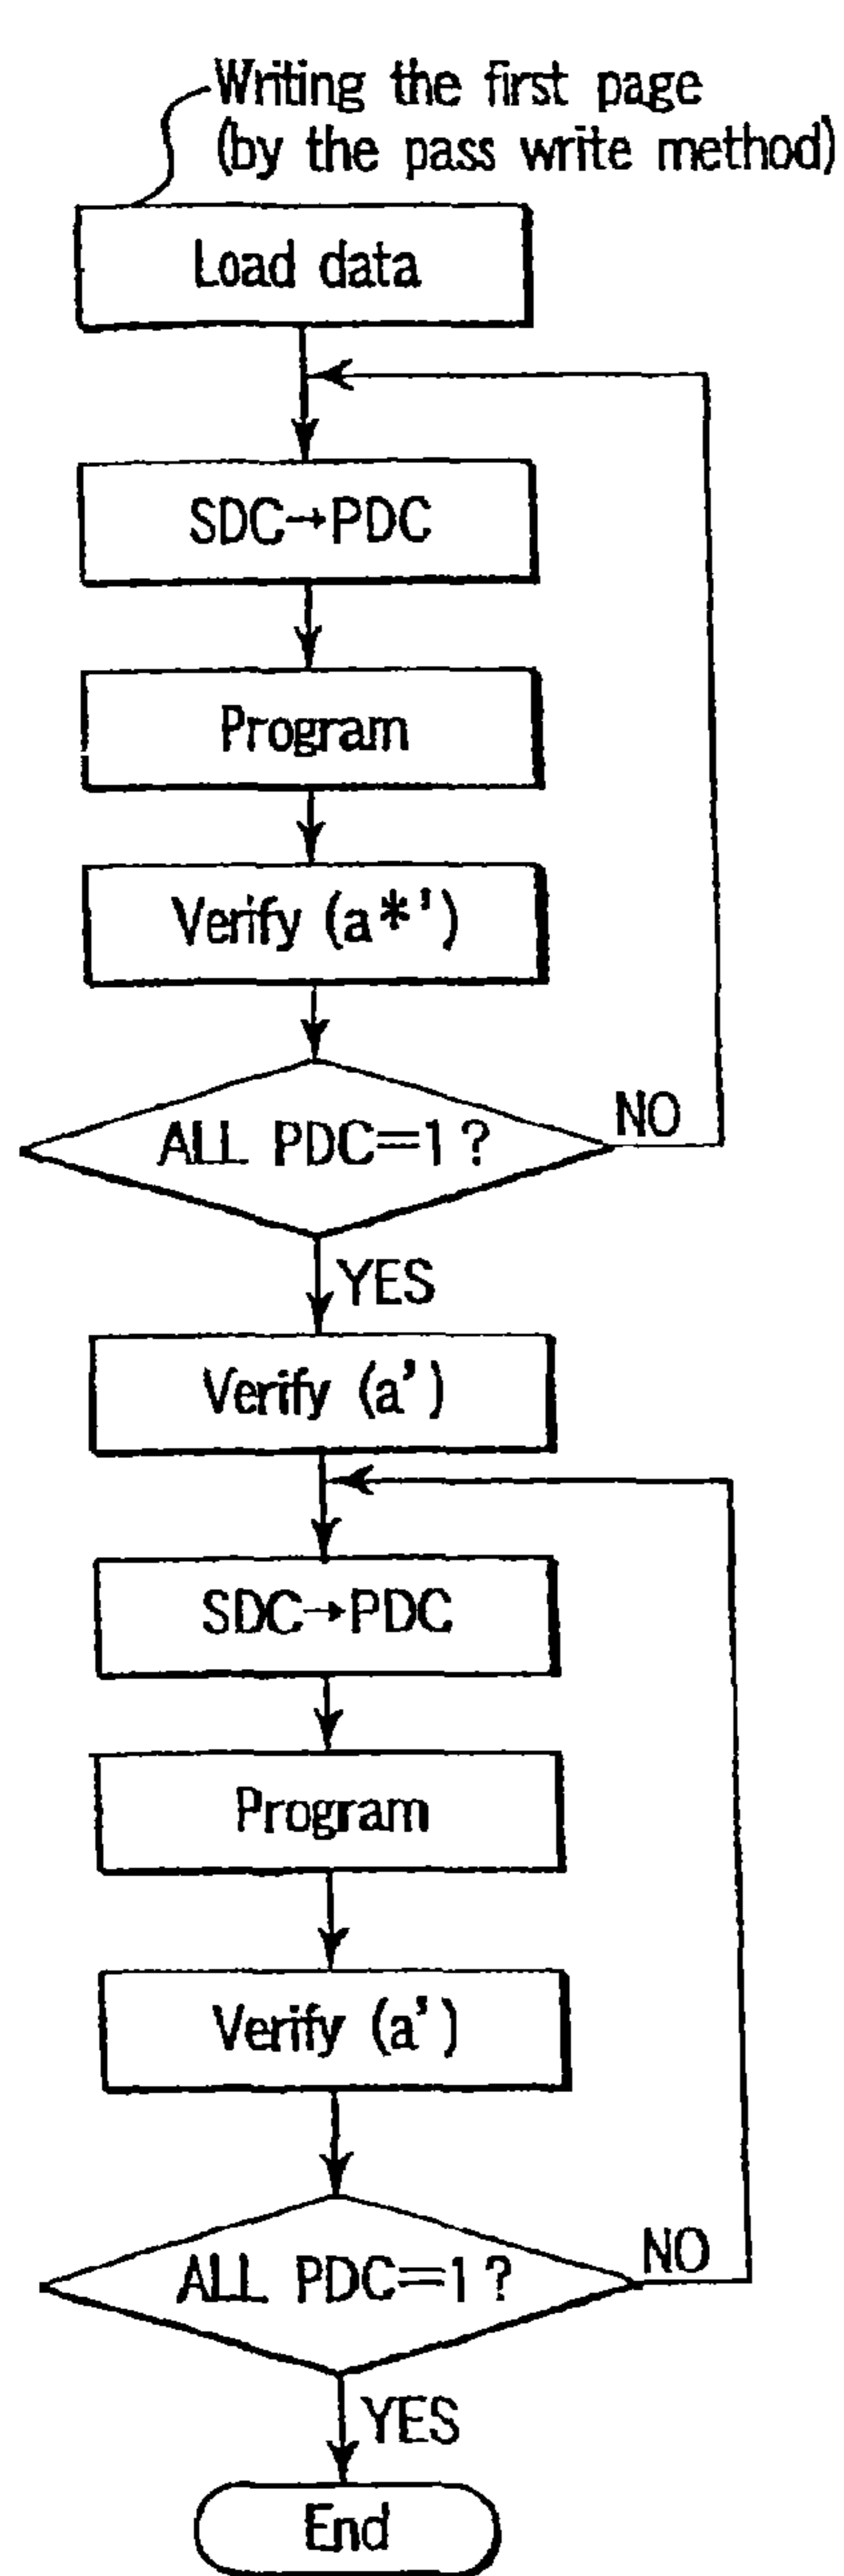 Writing the first page
(by the pass write method)
Load data
SDC→PDC
Program
Verify (a*')
ALL PDC=1?
NO
YES
Verify (a')
SDC→PDC
Program
Verify (a')
ALL PDC=1?
NO
YES
End